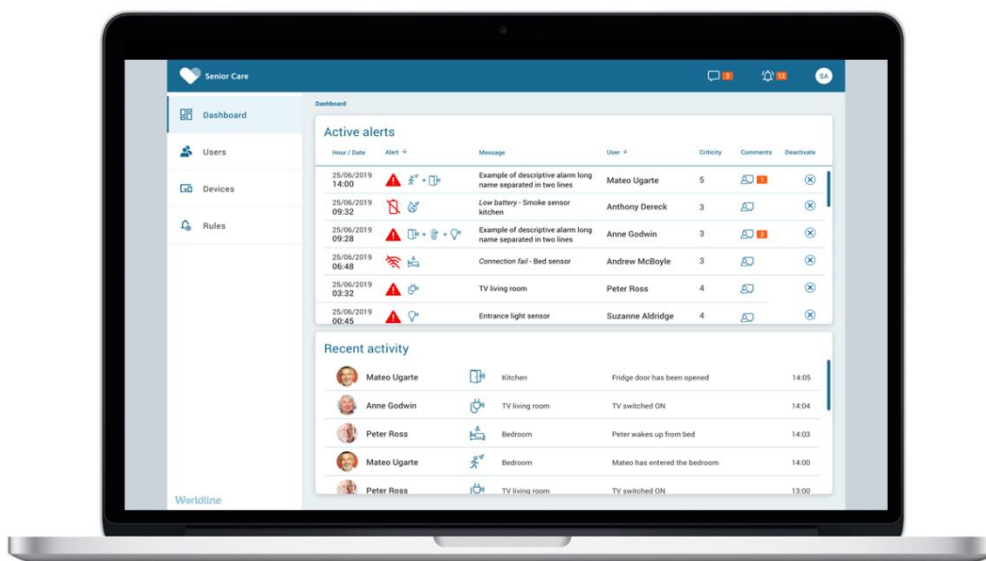 Senior Care
3
12
SA
Dashboard
Users
Devices
Rules
Worldline
Dashboard
Active alerts
Hour / Date Alert Message User Criticity Comments Deactivate
25/06/2019
14:00
Example of descriptive alarm long
name separated in two lines
Mateo Ugarte 5 1
25/06/2019
09:32
Low battery - Smoke sensor
kitchen
Anthony Dereck 3
25/06/2019
09:28
Example of descriptive alarm long
name separated in two lines
Anne Godwin 3 3
25/06/2019
06:48
Connection fail - Bed sensor Andrew McBoyle 3
25/06/2019
03:32
TV living room Peter Ross 4
25/06/2019
00:45
Entrance light sensor Suzanne Aldridge 4
Recent activity
Mateo Ugarte Kitchen Fridge door has been opened 14:05
Anne Godwin TV living room TV switched ON 14:04
Peter Ross Bedroom Peter wakes up from bed 14:03
Mateo Ugarte Bedroom Mateo has entered the bedroom 14:00
Peter Ross TV living room TV switched ON 13:00